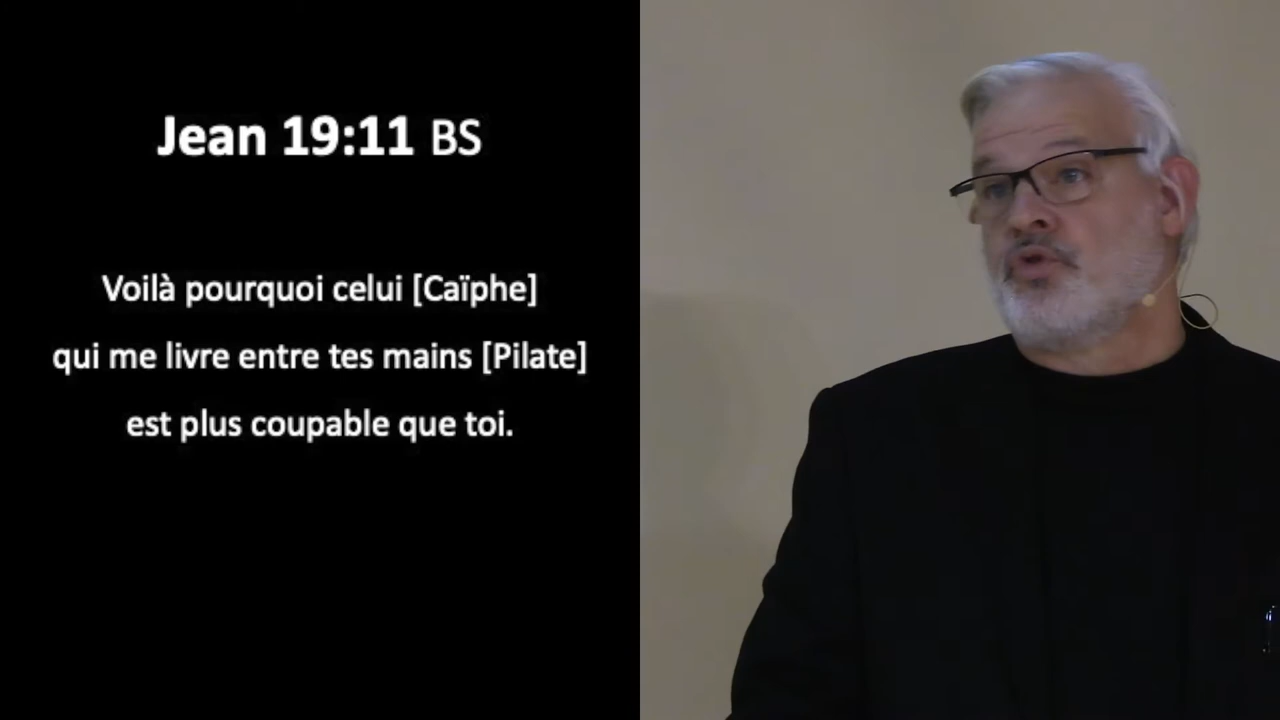 Jean 19:11 BS
Voilà pourquoi celui [Caïphe]
qui me livre entre tes mains [Pilate]
est plus coupable que toi.